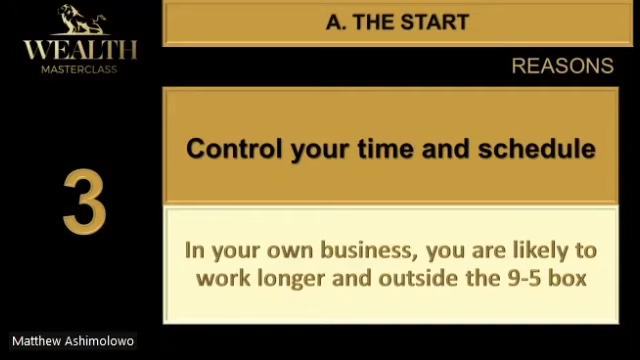 WEALTH
MASTERCLASS
A. THE START
REASONS
3
Control your time and schedule
In your own business, you are likely to
work longer and outside the 9-5 box
Matthew Ashimolowo